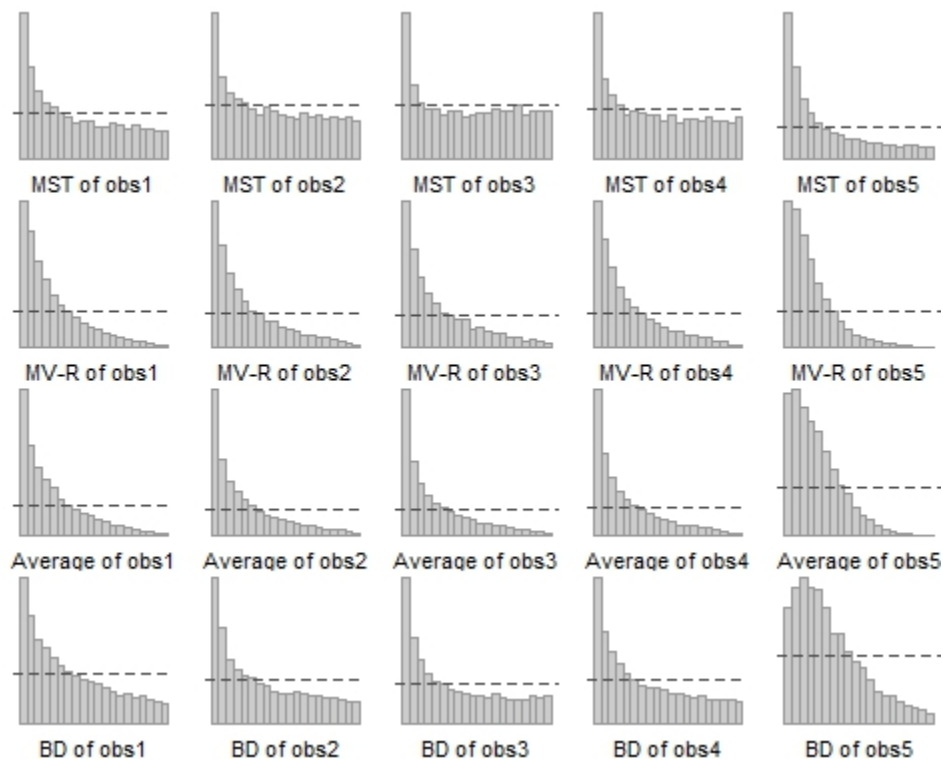 MST of obs1 MST of obs2 MST of obs3 MST of obs4 MST of obs5
MV-R of obs1 MV-R of obs2 MV-R of obs3 MV-R of obs4 MV-R of obs5
Average of obs1 Average of obs2 Average of obs3 Average of obs4 Average of obs5
BD of obs1 BD of obs2 BD of obs3 BD of obs4 BD of obs5